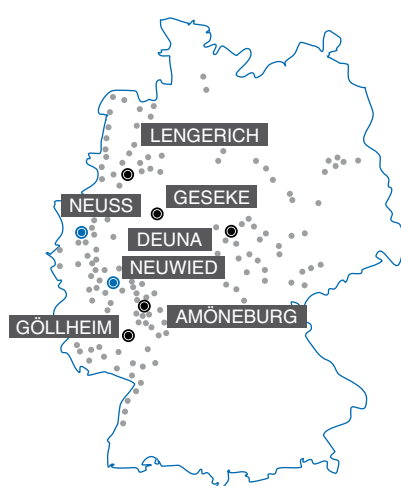 LENGERICH
NEUSS
GESEKE
DEUNA
NEUWIED
GÖLLHEIM
AMÖNEBURG